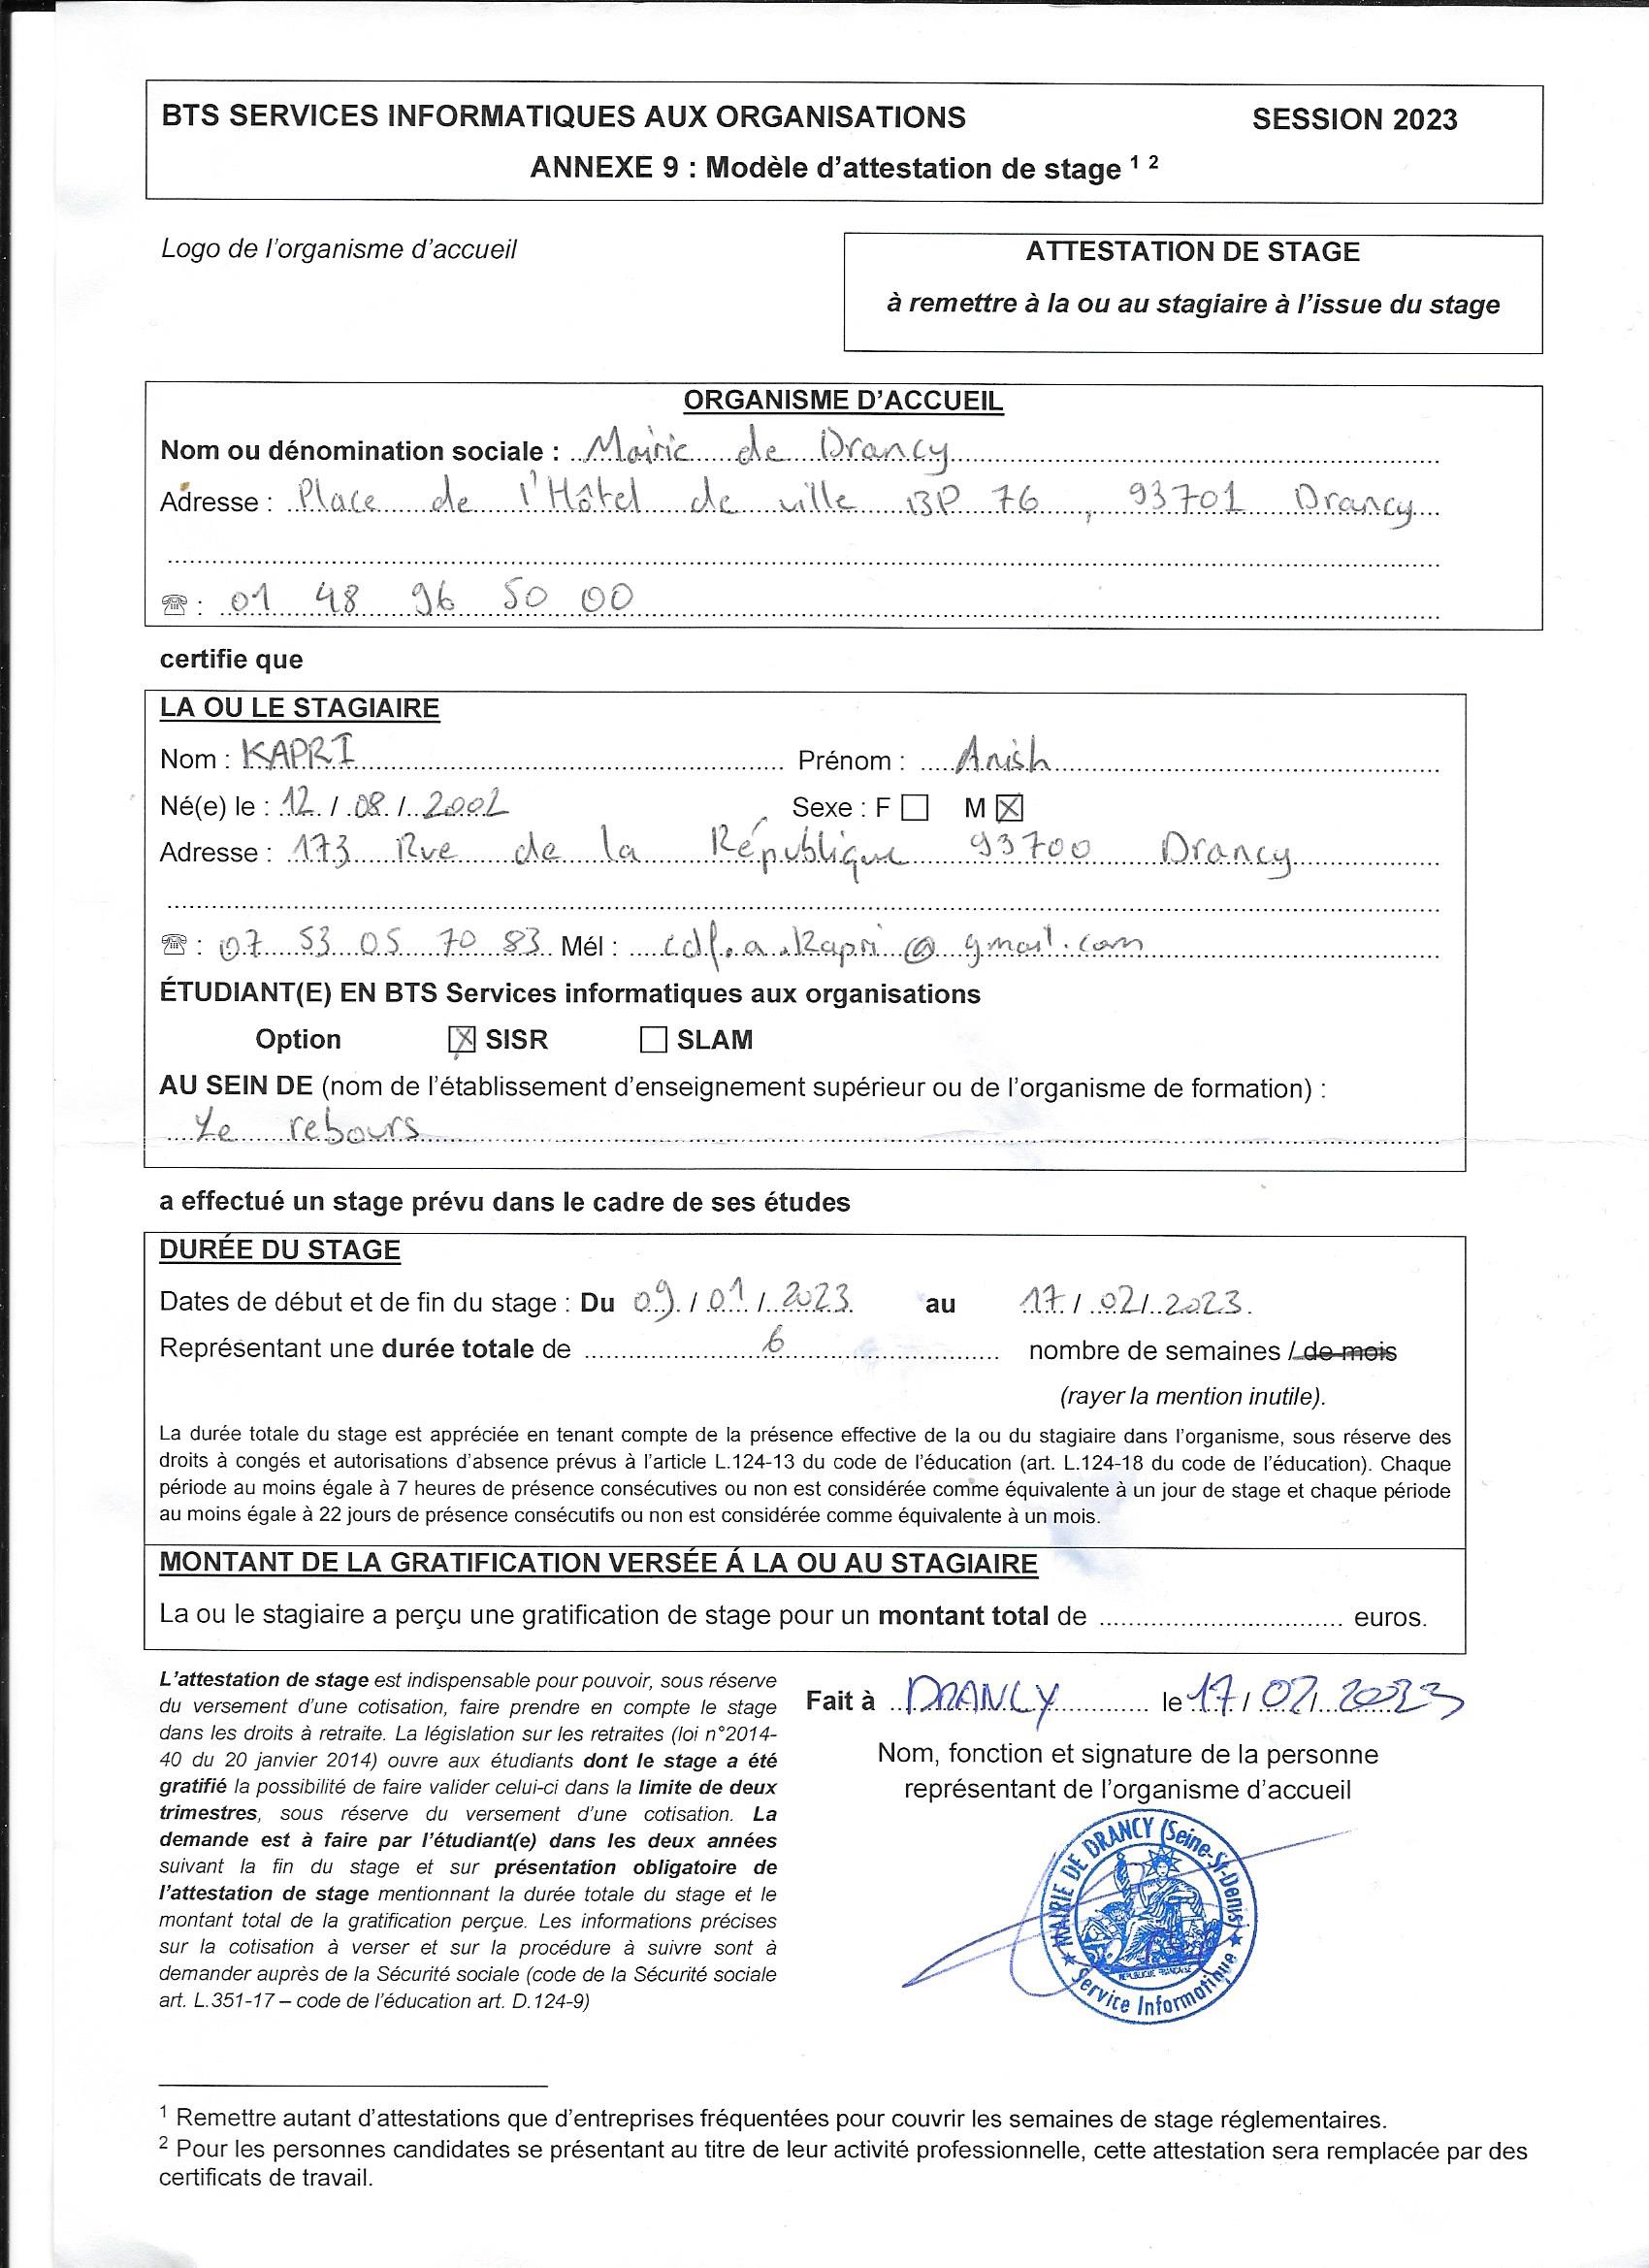 BTS SERVICES INFORMATIQUES AUX ORGANISATIONS SESSION 2023
ANNEXE 9 : Modèle d'attestation de stage 1 2
Logo de l'organisme d'accueil
ATTESTATION DE STAGE
à remettre à la ou au stagiaire à l'issue du stage
ORGANISME D'ACCUEIL
Nom ou dénomination sociale : Mairie de Drancy
Adresse : Place de l'Hôtel de ville BP 76, 93701 Drancy
☏ : 01 48 96 50 00
certifie que
LA OU LE STAGIAIRE
Nom : KAPRI Prénom : Anish
Né(e) le : 12 / 08 / 2002 Sexe : F ☐ M ☒
Adresse : 173 Rue de la République 93700 Drancy
☏ : 07 53 05 70 83 Mél : cdf.a.kapri@gmail.com
ÉTUDIANT(E) EN BTS Services informatiques aux organisations
Option ☒ SISR ☐ SLAM
AU SEIN DE (nom de l'établissement d'enseignement supérieur ou de l'organisme de formation) :
Le rebours
a effectué un stage prévu dans le cadre de ses études
DURÉE DU STAGE
Dates de début et de fin du stage : Du 09 / 01 / 2023 au 17 / 02 / 2023.
Représentant une durée totale de 6 nombre de semaines / de mois
(rayer la mention inutile).
La durée totale du stage est appréciée en tenant compte de la présence effective de la ou du stagiaire dans l'organisme, sous réserve des
droits à congés et autorisations d'absence prévus à l'article L.124-13 du code de l'éducation (art. L.124-18 du code de l'éducation). Chaque
période au moins égale à 7 heures de présence consécutives ou non est considérée comme équivalente à un jour de stage et chaque période
au moins égale à 22 jours de présence consécutifs ou non est considérée comme équivalente à un mois.
MONTANT DE LA GRATIFICATION VERSÉE Á LA OU AU STAGIAIRE
La ou le stagiaire a perçu une gratification de stage pour un montant total de ................................ euros.
L'attestation de stage est indispensable pour pouvoir, sous réserve
du versement d'une cotisation, faire prendre en compte le stage
dans les droits à retraite. La législation sur les retraites (loi n°2014-
40 du 20 janvier 2014) ouvre aux étudiants dont le stage a été
gratifié la possibilité de faire valider celui-ci dans la limite de deux
trimestres, sous réserve du versement d'une cotisation. La
demande est à faire par l'étudiant(e) dans les deux années
suivant la fin du stage et sur présentation obligatoire de
l'attestation de stage mentionnant la durée totale du stage et le
montant total de la gratification perçue. Les informations précises
sur la cotisation à verser et sur la procédure à suivre sont à
demander auprès de la Sécurité sociale (code de la Sécurité sociale
art. L.351-17 – code de l'éducation art. D.124-9)
Fait à DRANCY le 17 / 02 / 2023
Nom, fonction et signature de la personne
représentant de l'organisme d'accueil
MAIRIE DE DRANCY (Seine-St-Denis)
REPUBLIQUE FRANCAISE
Service Informatique
1 Remettre autant d'attestations que d'entreprises fréquentées pour couvrir les semaines de stage réglementaires.
2 Pour les personnes candidates se présentant au titre de leur activité professionnelle, cette attestation sera remplacée par des
certificats de travail.